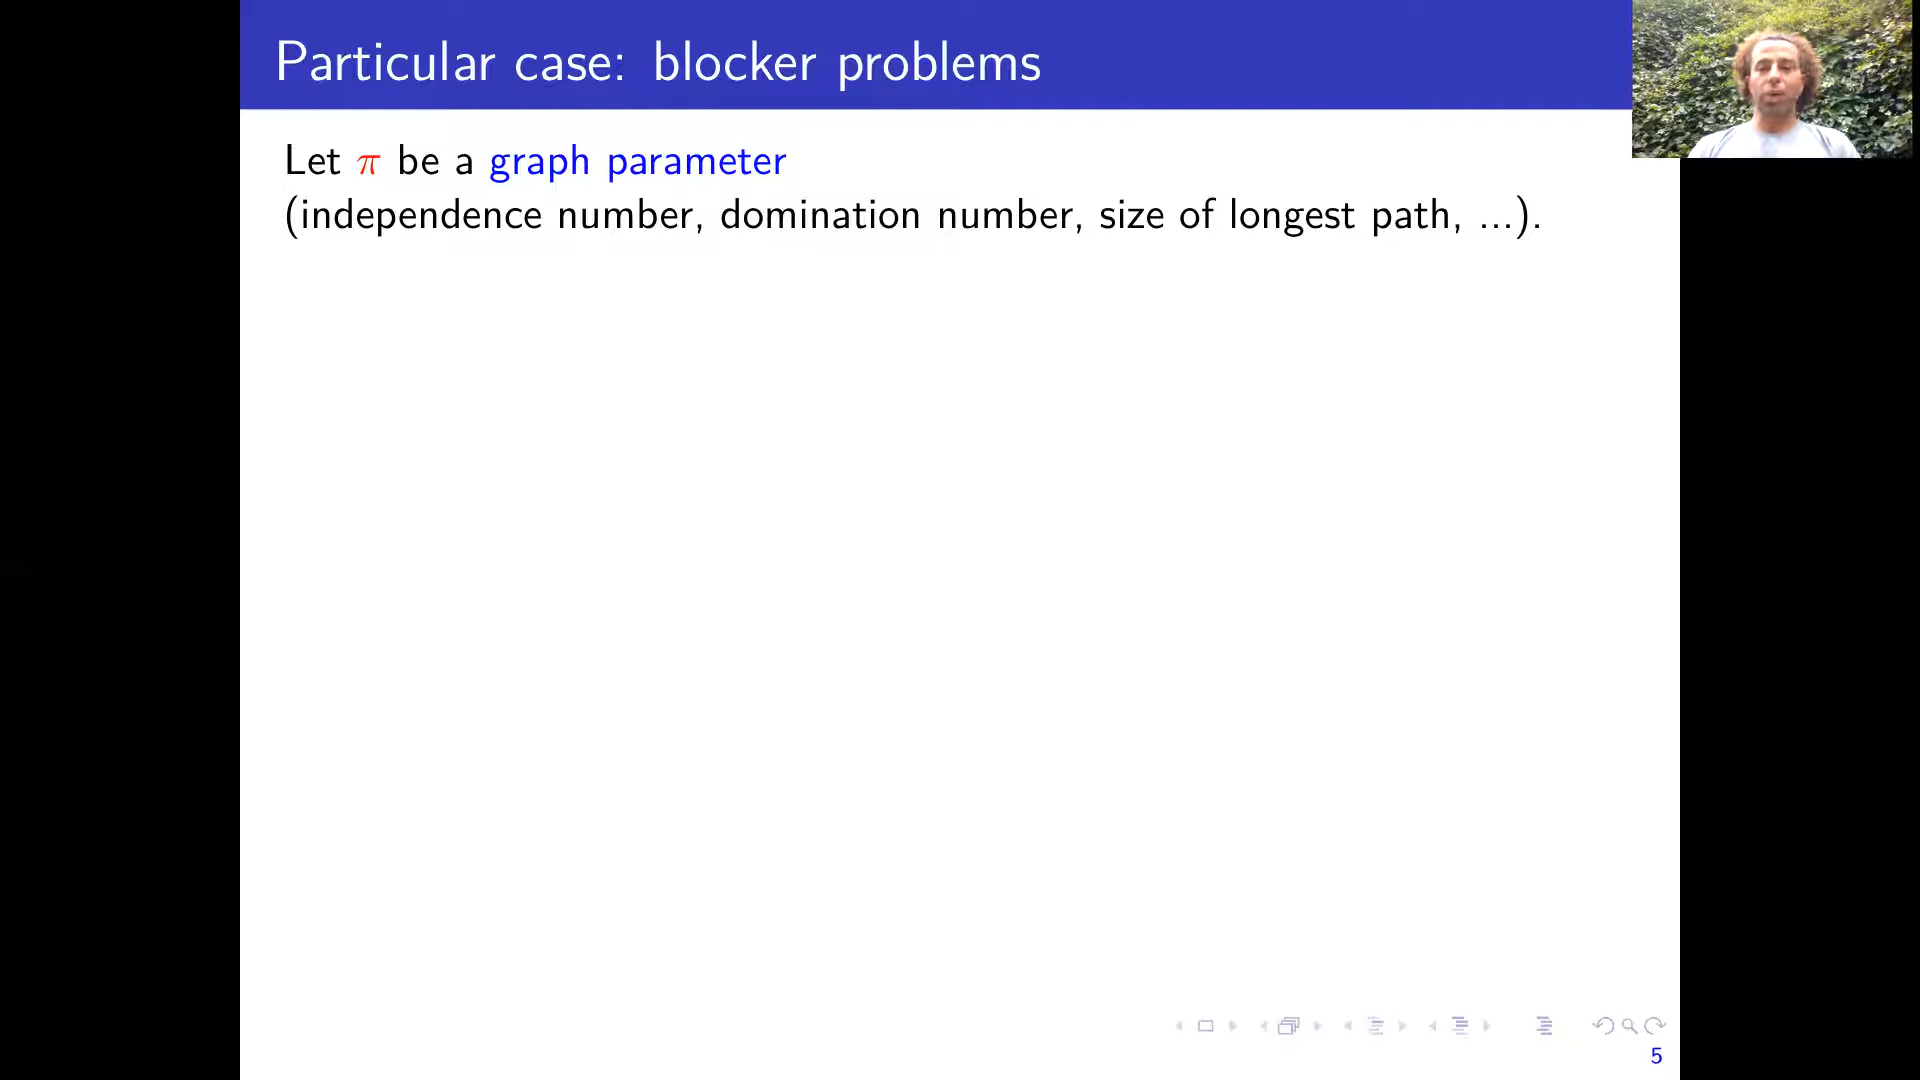 Particular case: blocker problems
Let π be a graph parameter
(independence number, domination number, size of longest path, ...).
5